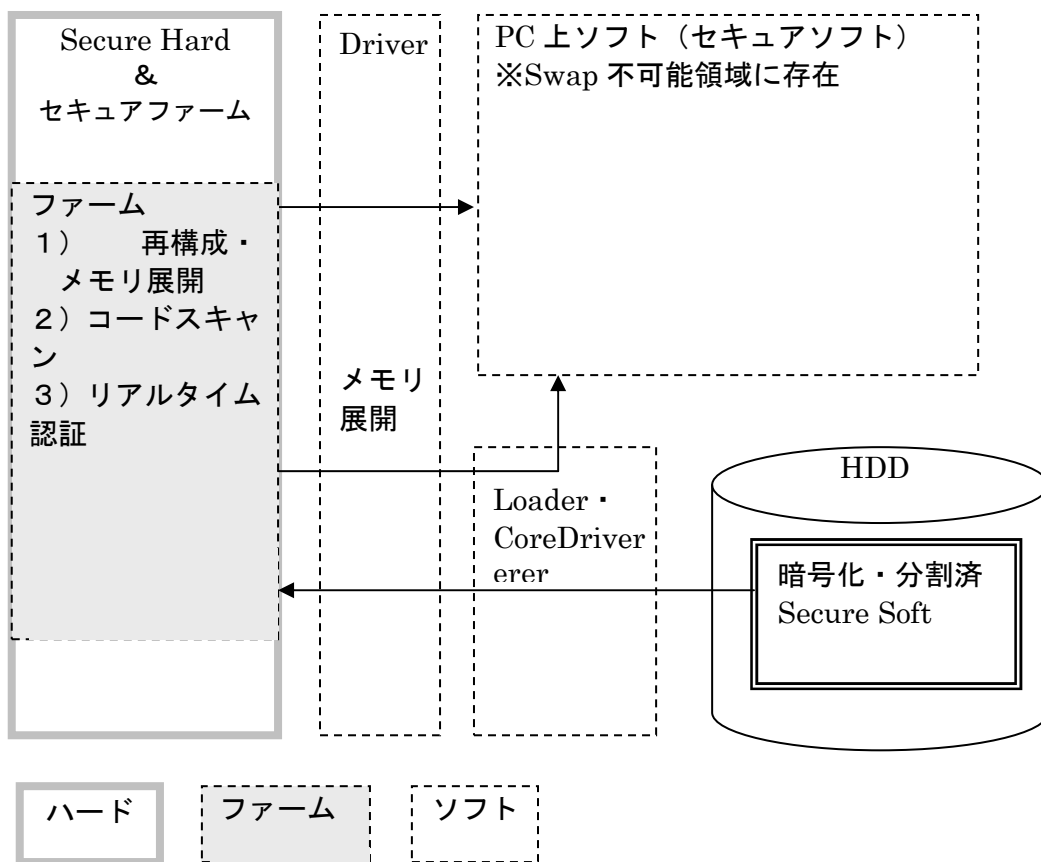 Secure Hard
&
セキュアファーム
ファーム
1) 再構成・
メモリ展開
2)コードスキャ
ン
3)リアルタイム
認証
Driver
メモリ
展開
PC 上ソフト(セキュアソフト)
※Swap 不可能領域に存在
Loader・
CoreDriver
erer
HDD
暗号化・分割済
Secure Soft
ハード
ファーム
ソフト